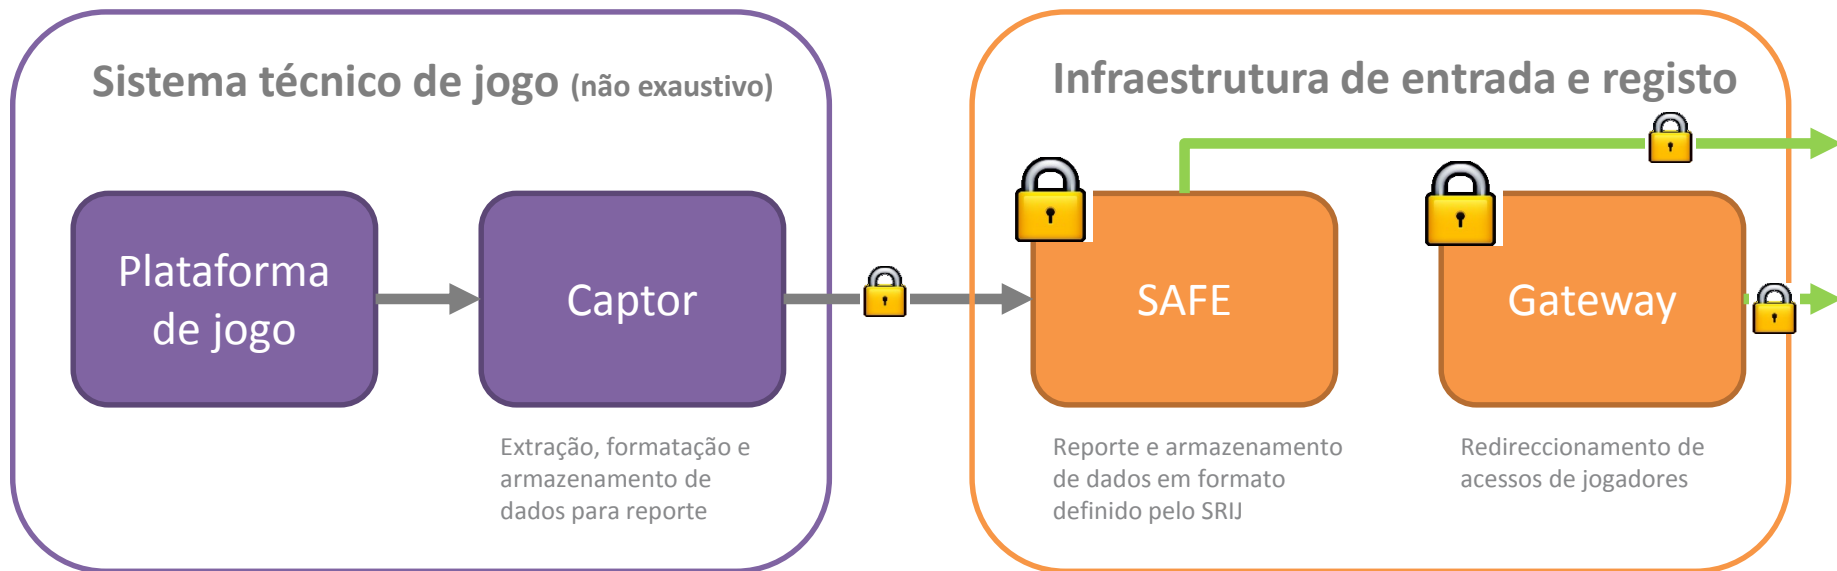 Sistema técnico de jogo (não exaustivo)
Infraestrutura de entrada e registo
Plataforma
de jogo
Captor
SAFE
Gateway
Extração, formatação e
armazenamento de
dados para reporte
Reporte e armazenamento
de dados em formato
definido pelo SRIJ
Redireccionamento de
acessos de jogadores